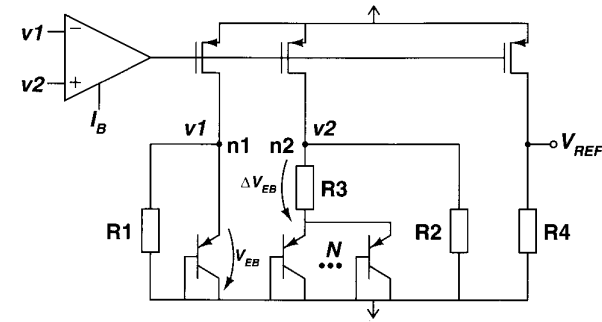 v1
−
v2
+
I_B
v1
n1
n2
v2
V_REF
ΔV_EB
R3
R1
V_EB
N
R2
R4